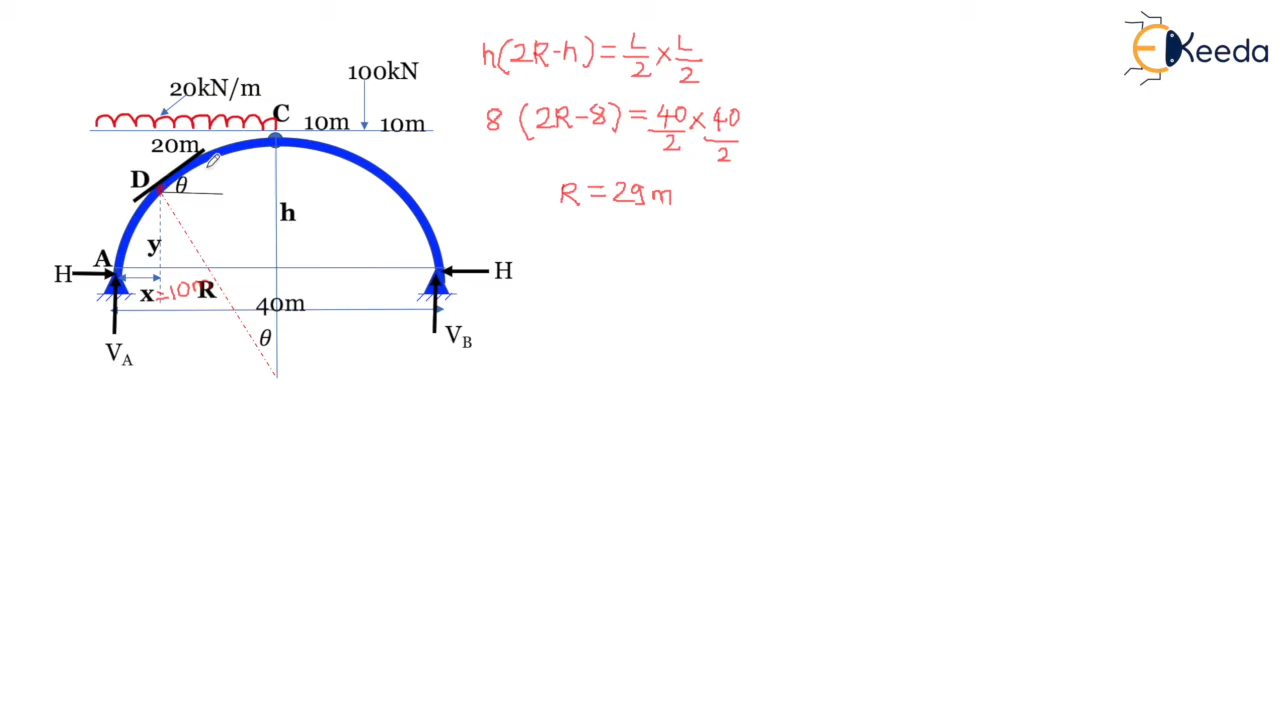 h(2R-h) = L/2 × L/2
Keeda
100kN
20kN/m
C
10m
10m
8 (2R-8) = 40/2 × 40/2
20m
D
θ
R = 29m
h
y
A
H
H
x =10m
R
40m
θ
VA
VB